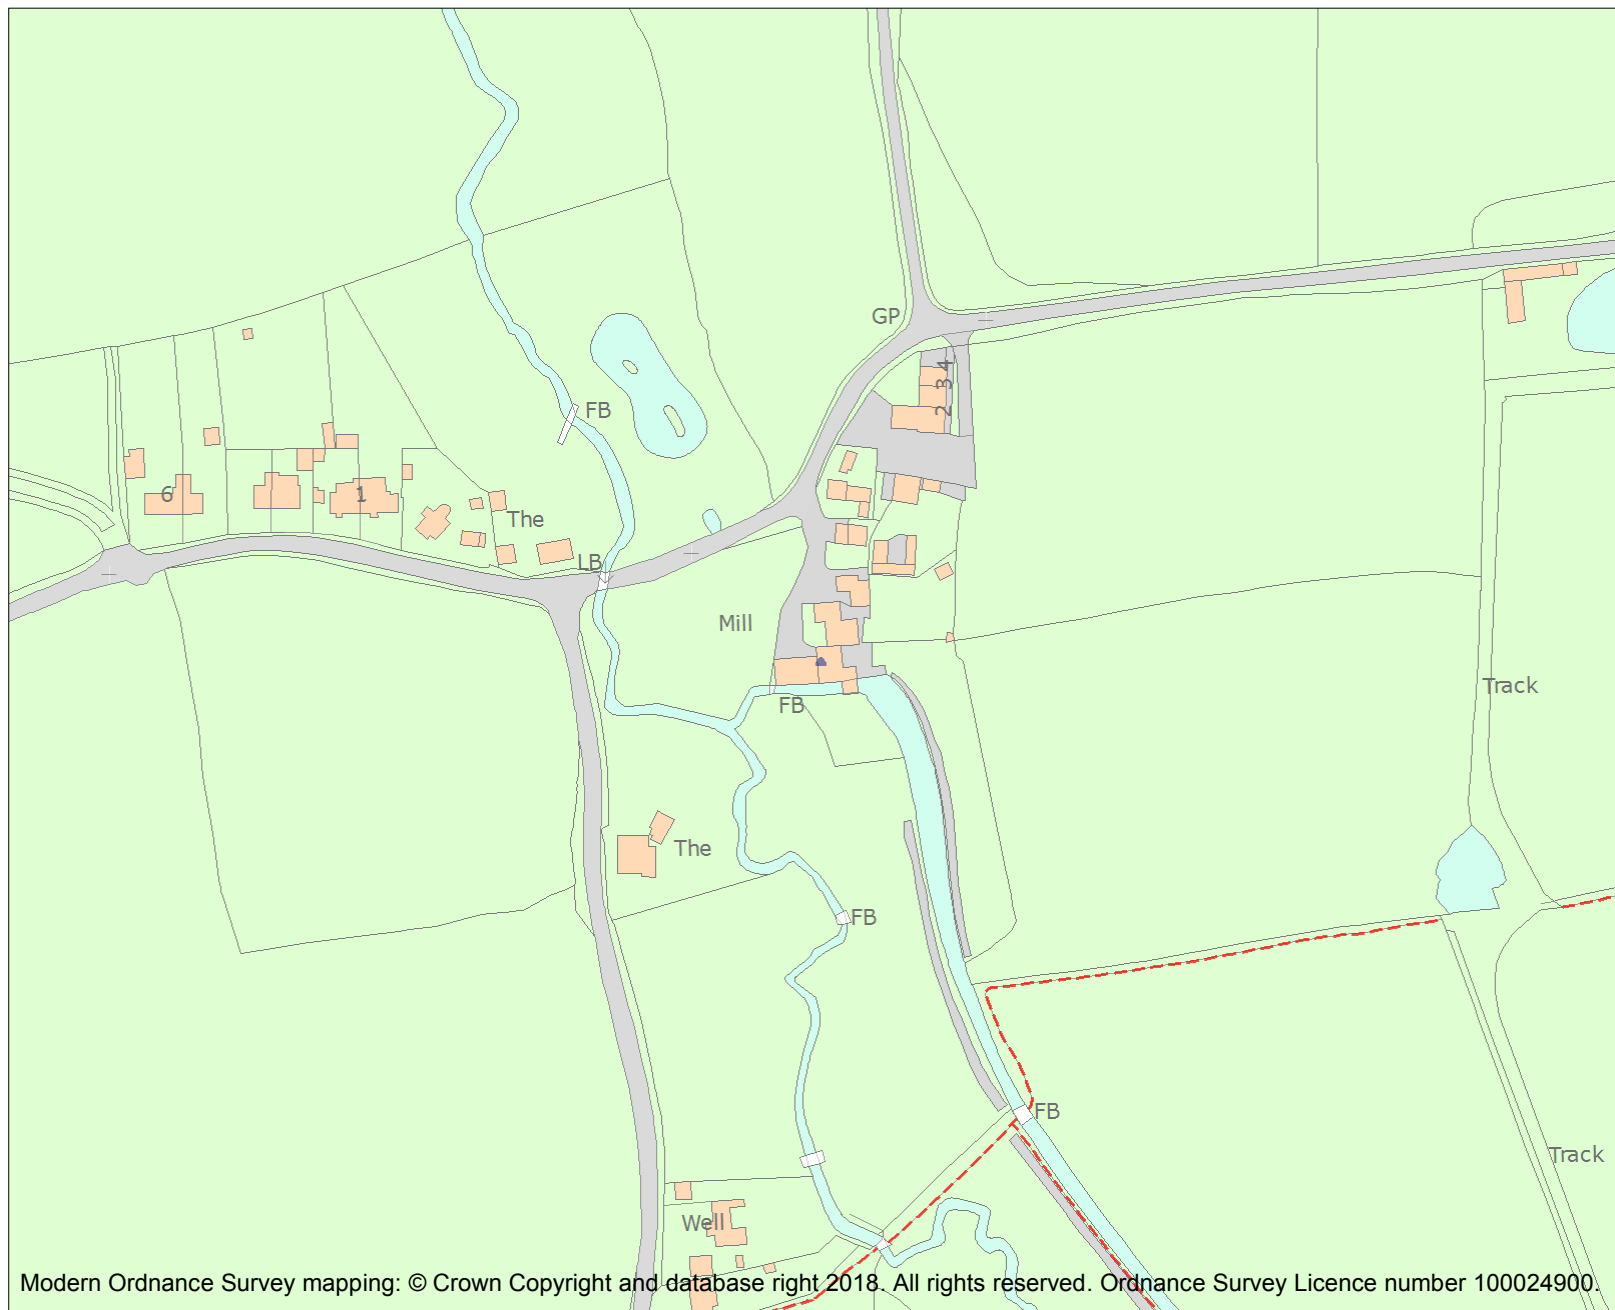 GP
4
3
2
FB
6
1
The
LB
Mill
Track
FB
The
FB
FB
Track
Well
Modern Ordnance Survey mapping: © Crown Copyright and database right 2018. All rights reserved. Ordnance Survey Licence number 100024900.